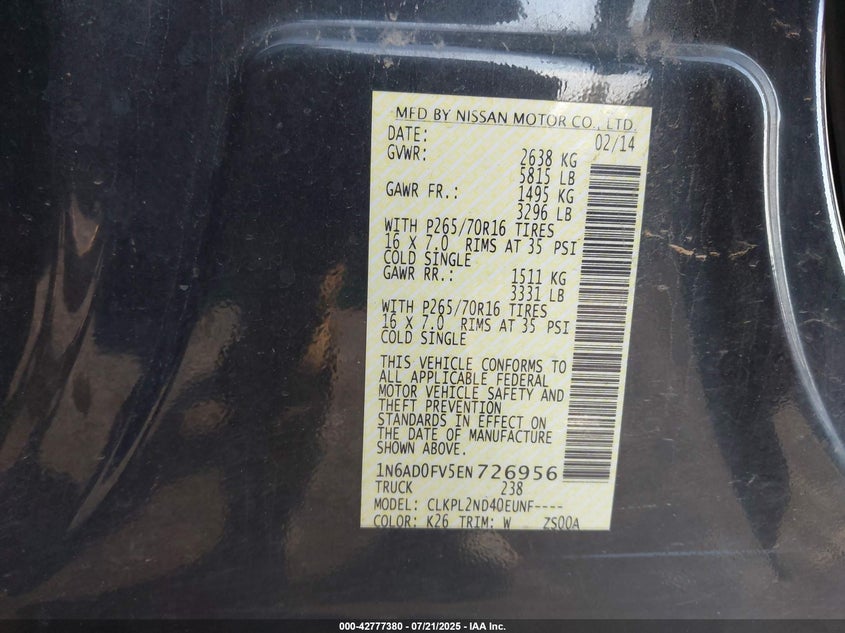 MFD BY NISSAN MOTOR CO., LTD.
DATE: 02/14
GVWR: 2638 KG
5815 LB
GAWR FR.: 1495 KG
3296 LB
WITH P265/70R16 TIRES
16 X 7.0 RIMS AT 35 PSI
COLD SINGLE
GAWR RR.: 1511 KG
3331 LB
WITH P265/70R16 TIRES
16 X 7.0 RIMS AT 35 PSI
COLD SINGLE
THIS VEHICLE CONFORMS TO
ALL APPLICABLE FEDERAL
MOTOR VEHICLE SAFETY AND
THEFT PREVENTION
STANDARDS IN EFFECT ON
THE DATE OF MANUFACTURE
SHOWN ABOVE.
1N6AD0FV5EN726956
TRUCK 238
MODEL: CLKPL2ND40EUNF----
COLOR: K26 TRIM: W ZS00A
000-42777380 - 07/21/2025 - IAA Inc.